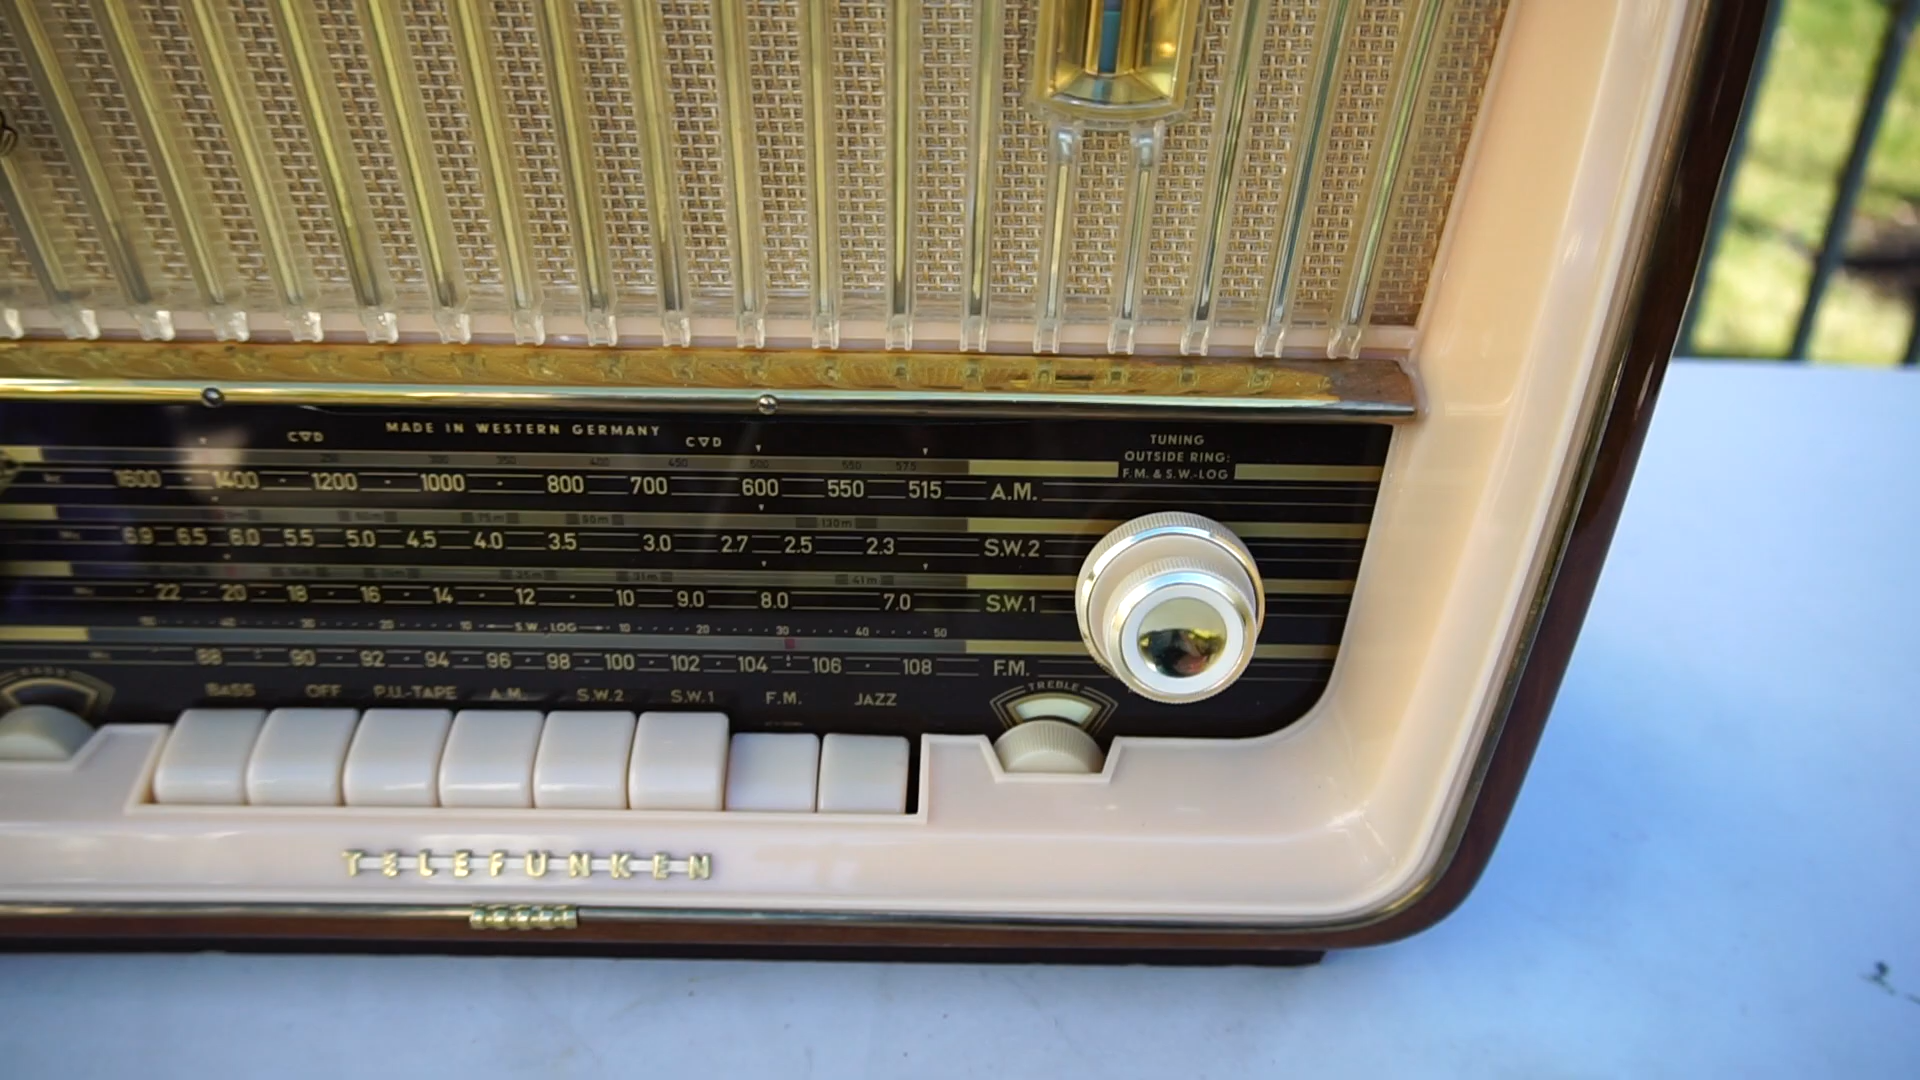 MADE IN WESTERN GERMANY
TUNING
OUTSIDE RING:
F.M. & S.W.-LOG
1600 1400 1200 1000 800 700 600 550 515 A.M.
130m
6.9 6.5 6.0 5.5 5.0 4.5 4.0 3.5 3.0 2.7 2.5 2.3 S.W.2
41m
22 20 18 16 14 12 10 9.0 8.0 7.0 S.W.1
10 S.W.-LOG 10 20 30 40 50
88 90 92 94 96 98 100 102 104 106 108 F.M.
BASS OFF P.U.-TAPE A.M. S.W.2 S.W.1 F.M. JAZZ
TREBLE
TELEFUNKEN